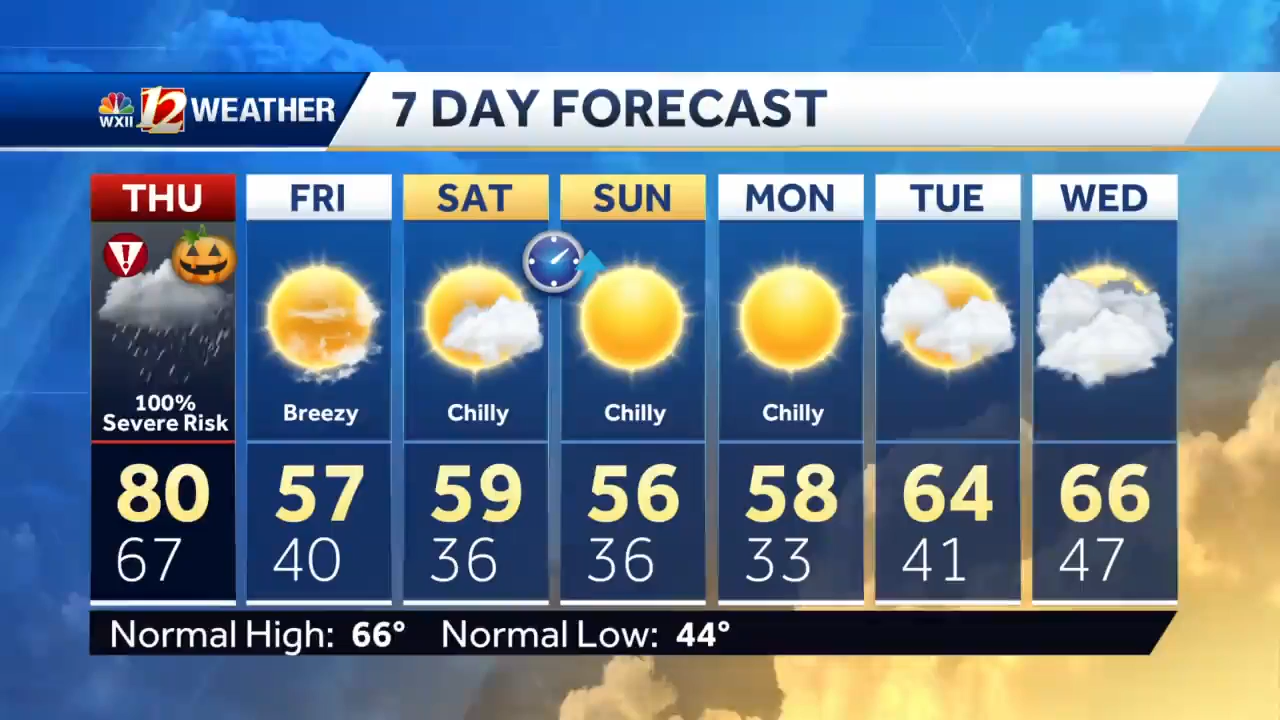 WXII 12 WEATHER
7 DAY FORECAST
THU FRI SAT SUN MON TUE WED
!
100%
Severe Risk
Breezy Chilly Chilly Chilly
80 57 59 56 58 64 66
67 40 36 36 33 41 47
Normal High: 66° Normal Low: 44°